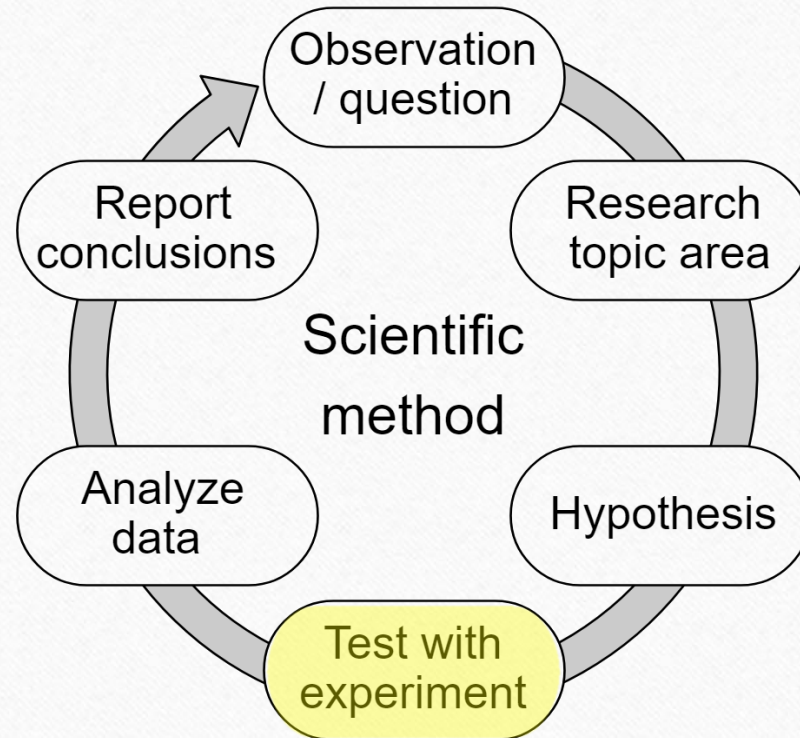 Observation
/ question
Research
topic area
Hypothesis
Test with
experiment
Analyze
data
Report
conclusions
Scientific
method